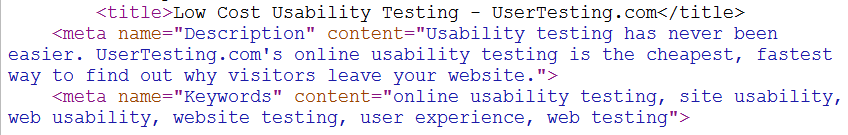 <title>Low Cost Usability Testing - UserTesting.com</title>
<meta name="Description" content="Usability testing has never been
easier. UserTesting.com's online usability testing is the cheapest, fastest
way to find out why visitors leave your website.">
<meta name="Keywords" content="online usability testing, site usability,
web usability, website testing, user experience, web testing">